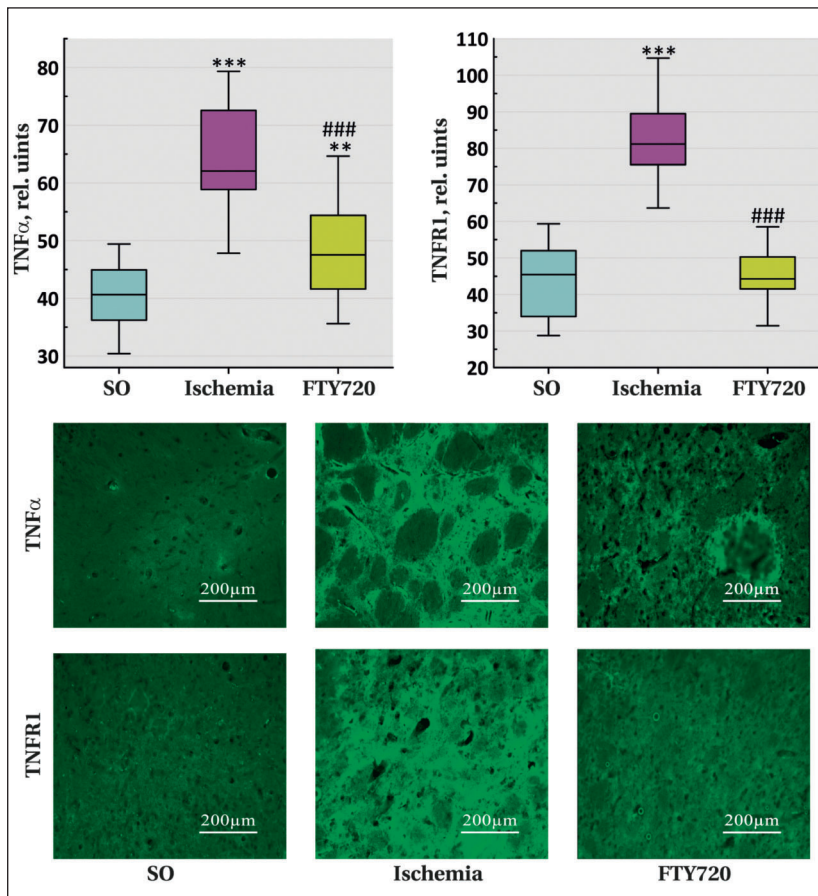 TNFα, rel. uints
85
80
70
60
50
40
30
***
###
**
SO Ischemia FTY720
TNFR1, rel. uints
110
100
90
80
90
60
50
40
30
20
***
###
SO Ischemia FTY720
TNFα
200µm
200µm
200µm
TNFR1
200µm
200µm
200µm
SO Ischemia FTY720